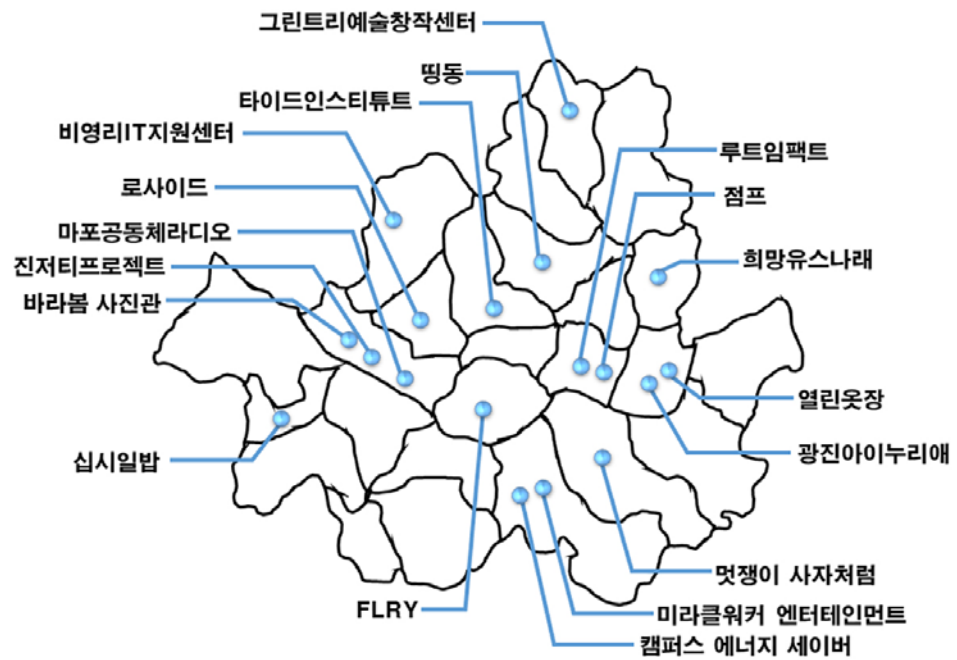 그린트리예술창작센터
띵동
타이드인스티튜트
비영리IT지원센터
루트임팩트
로사이드
점프
마포공동체라디오
희망유스나래
진저티프로젝트
바라봄 사진관
열린옷장
광진아이누리애
십시일밥
멋쟁이 사자처럼
FLRY
미라클워커 엔터테인먼트
캠퍼스 에너지 세이버